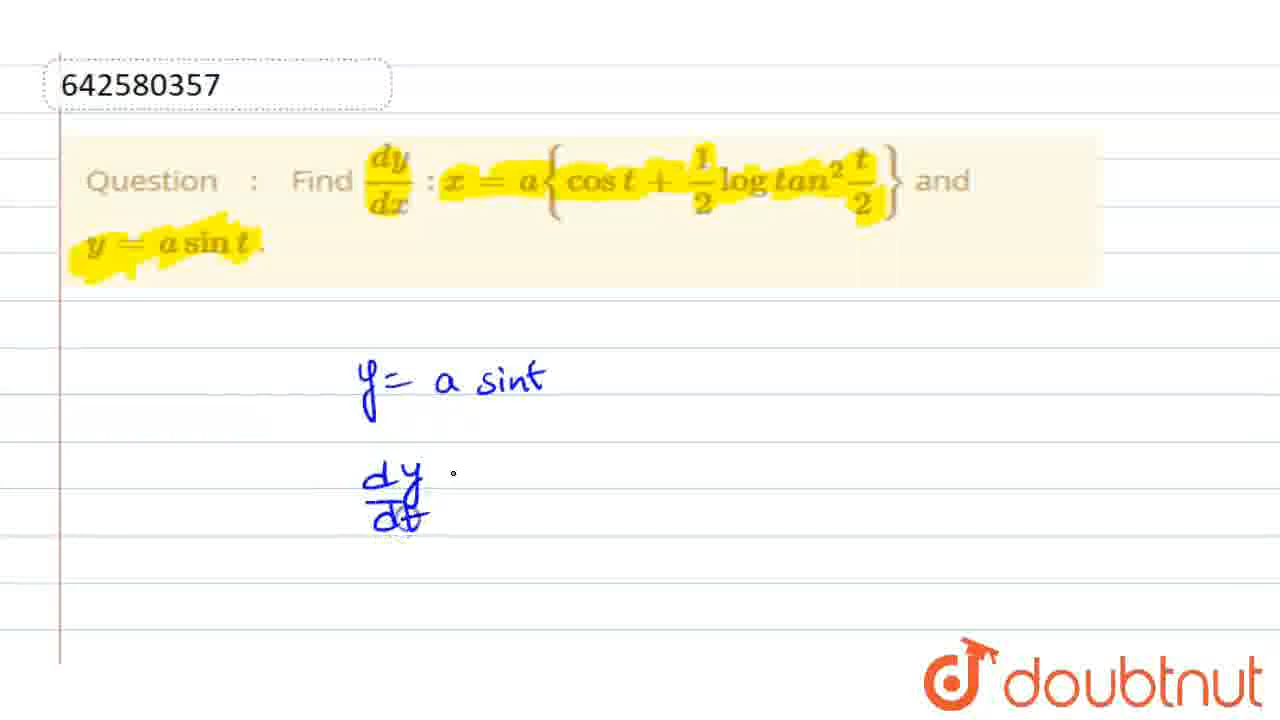 642580357
Question : Find dy/dx : x = a{cos t + 1/2 log tan² t/2} and
y = a sin t .
y = a sint
dy/dt
doubtnut